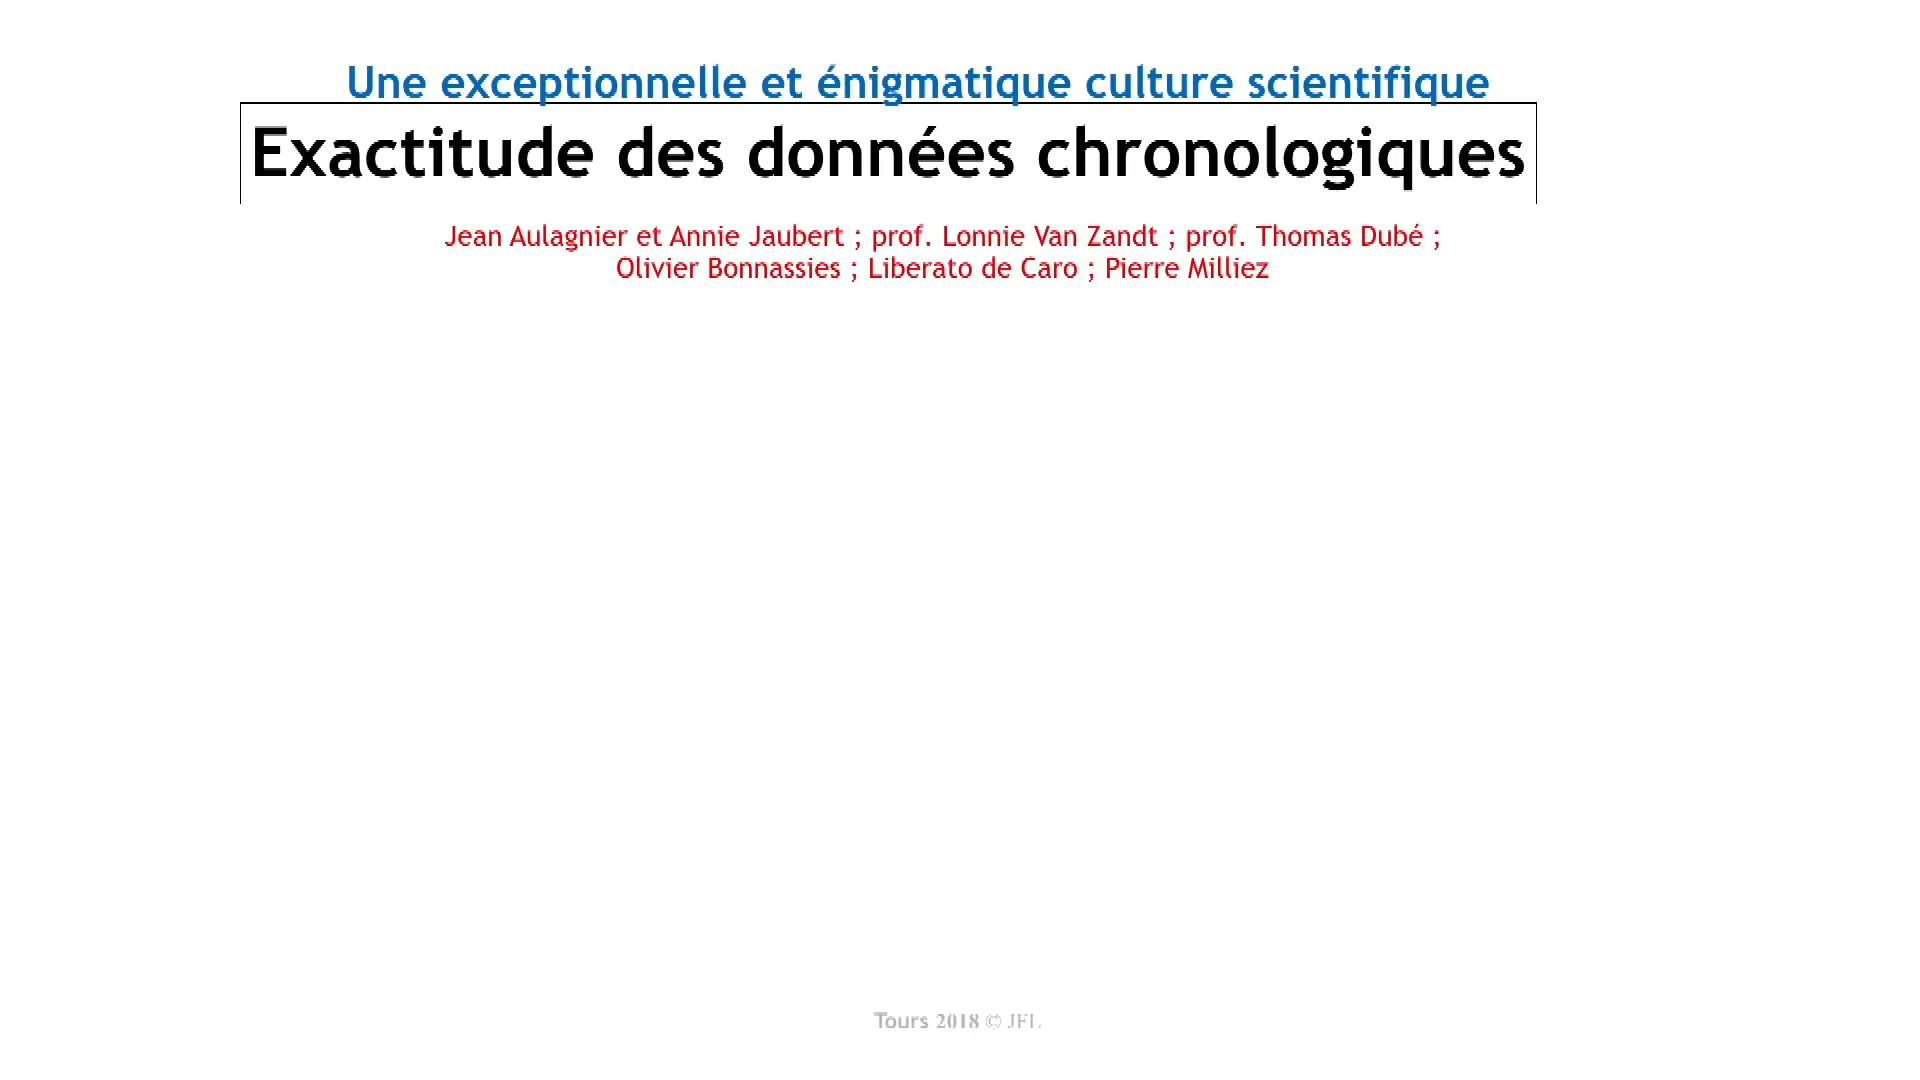 Une exceptionnelle et énigmatique culture scientifique
Exactitude des données chronologiques
Jean Aulagnier et Annie Jaubert ; prof. Lonnie Van Zandt ; prof. Thomas Dubé ;
Olivier Bonnassies ; Liberato de Caro ; Pierre Milliez
Tours 2018 © JFL